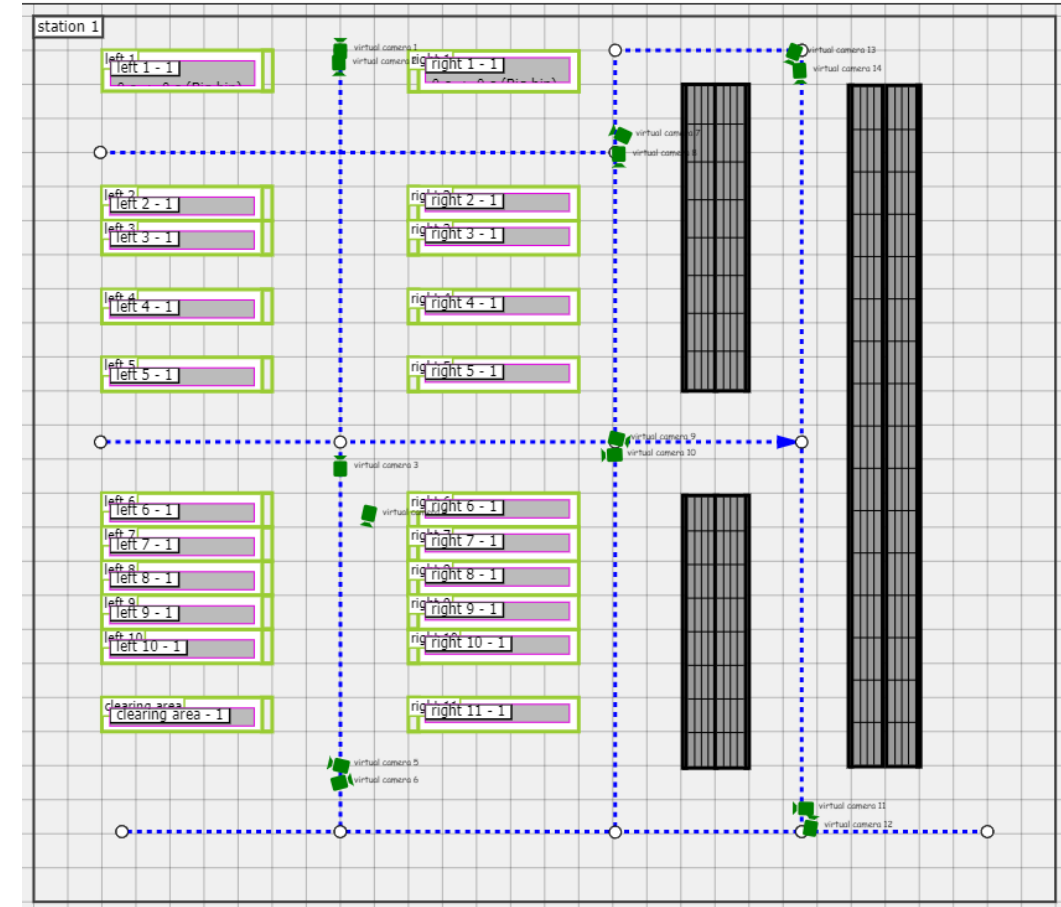 station 1
left 1
left 1 - 1
virtual camera 1
right 1 - 1
virtual camera 13
virtual camera 14
virtual camera 7
virtual camera 8
left 2
left 2 - 1
right 2 - 1
left 3 - 1
right 3 - 1
left 4
left 4 - 1
right 4 - 1
left 5
left 5 - 1
right 5 - 1
virtual camera 9
virtual camera 10
virtual camera 3
left 6
left 6 - 1
right 6 - 1
virtual
left 7
left 7 - 1
right 7 - 1
left 8
left 8 - 1
right 8 - 1
left 9
left 9 - 1
right 9 - 1
left 10
left 10 - 1
right 10 - 1
clearing area
clearing area - 1
right 11 - 1
virtual camera 5
virtual camera 6
virtual camera 11
virtual camera 12